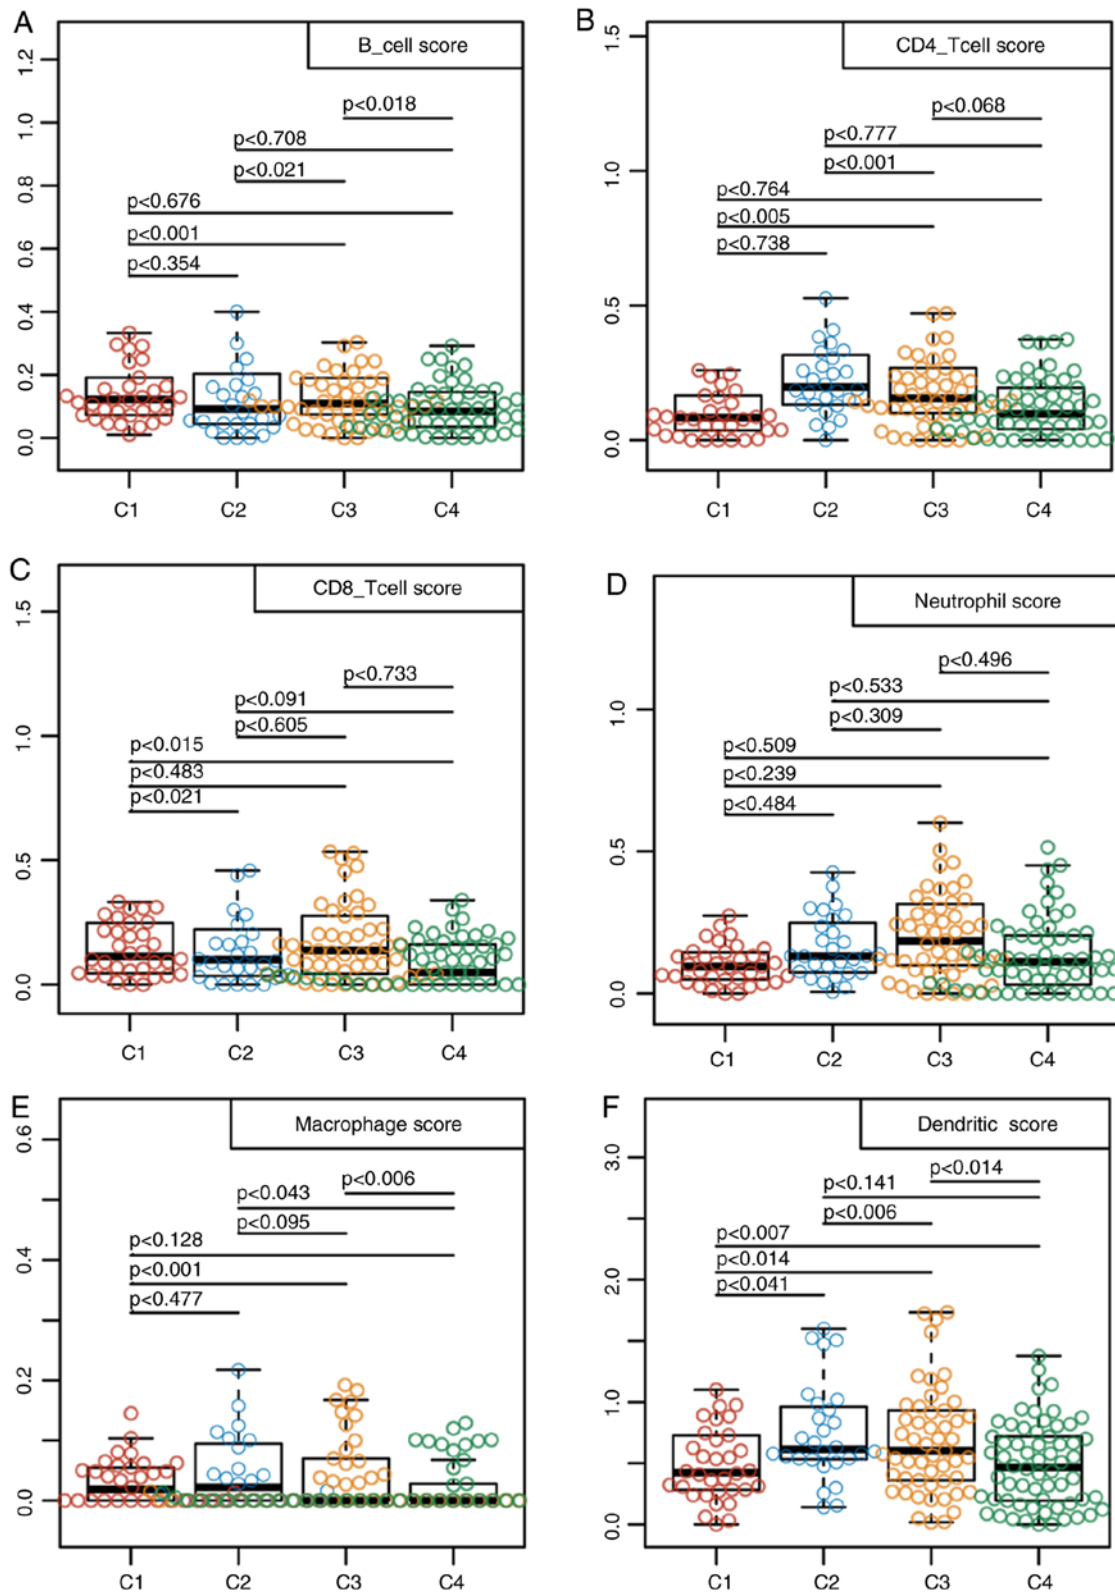 A
B_cell score
1.2
1.0
0.8
0.6
0.4
0.2
0.0
p<0.018
p<0.708
p<0.021
p<0.676
p<0.001
p<0.354
C1 C2 C3 C4
B
CD4_Tcell score
1.5
1.0
0.5
0.0
p<0.068
p<0.777
p<0.001
p<0.764
p<0.005
p<0.738
C1 C2 C3 C4
C
CD8_Tcell score
1.5
1.0
0.5
0.0
p<0.733
p<0.091
p<0.605
p<0.015
p<0.483
p<0.021
C1 C2 C3 C4
D
Neutrophil score
1.0
0.5
0.0
p<0.496
p<0.533
p<0.309
p<0.509
p<0.239
p<0.484
C1 C2 C3 C4
E
Macrophage score
0.6
0.4
0.2
0.0
p<0.006
p<0.043
p<0.095
p<0.128
p<0.001
p<0.477
C1 C2 C3 C4
F
Dendritic score
3.0
2.0
1.0
0.0
p<0.014
p<0.141
p<0.006
p<0.007
p<0.014
p<0.041
C1 C2 C3 C4